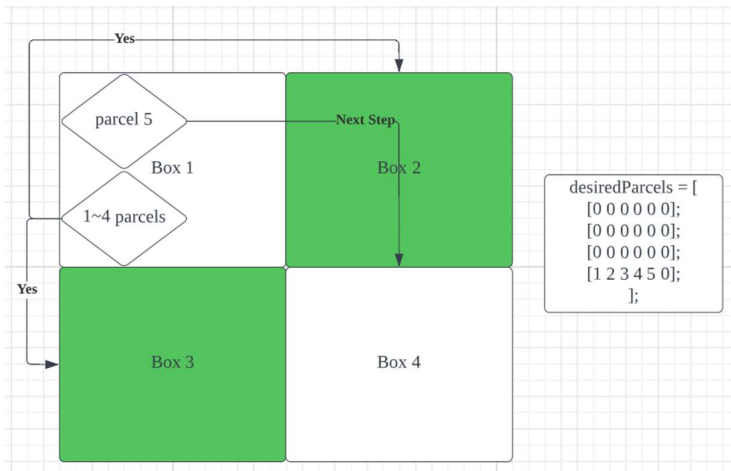 Yes
parcel 5
Next Step
Box 1
Box 2
1~4 parcels
Yes
Box 3
Box 4
desiredParcels = [
[0 0 0 0 0 0];
[0 0 0 0 0 0];
[0 0 0 0 0 0];
[1 2 3 4 5 0];
];